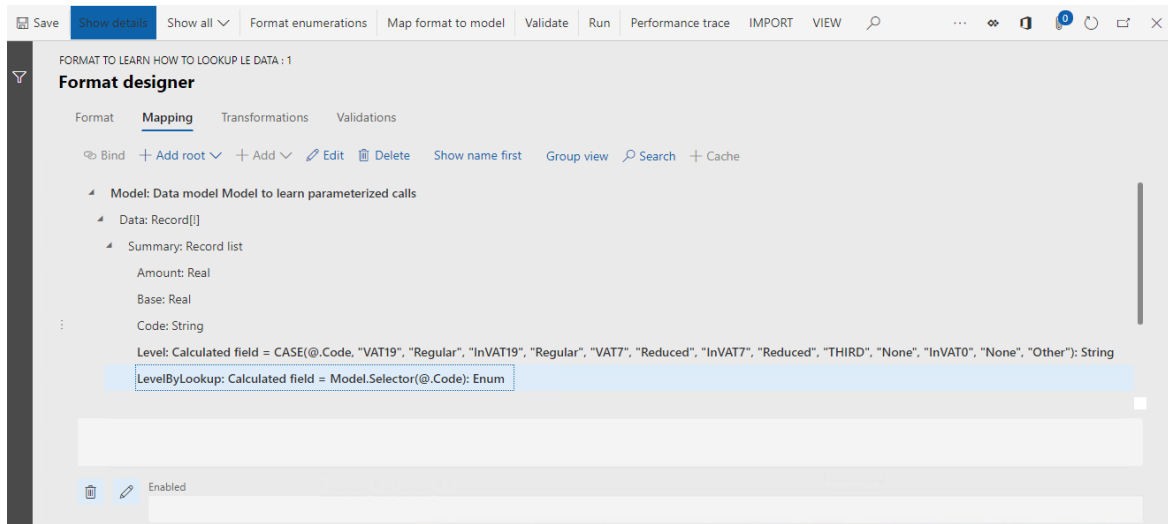 Save Show details Show all Format enumerations Map format to model Validate Run Performance trace IMPORT VIEW ... 0
FORMAT TO LEARN HOW TO LOOKUP LE DATA : 1
Format designer
Format Mapping Transformations Validations
Bind + Add root + Add Edit Delete Show name first Group view Search + Cache
Model: Data model Model to learn parameterized calls
Data: Record[!]
Summary: Record list
Amount: Real
Base: Real
Code: String
Level: Calculated field = CASE(@.Code, "VAT19", "Regular", "InVAT19", "Regular", "VAT7", "Reduced", "InVAT7", "Reduced", "THIRD", "None", "InVAT0", "None", "Other"): String
LevelByLookup: Calculated field = Model.Selector(@.Code): Enum
Enabled